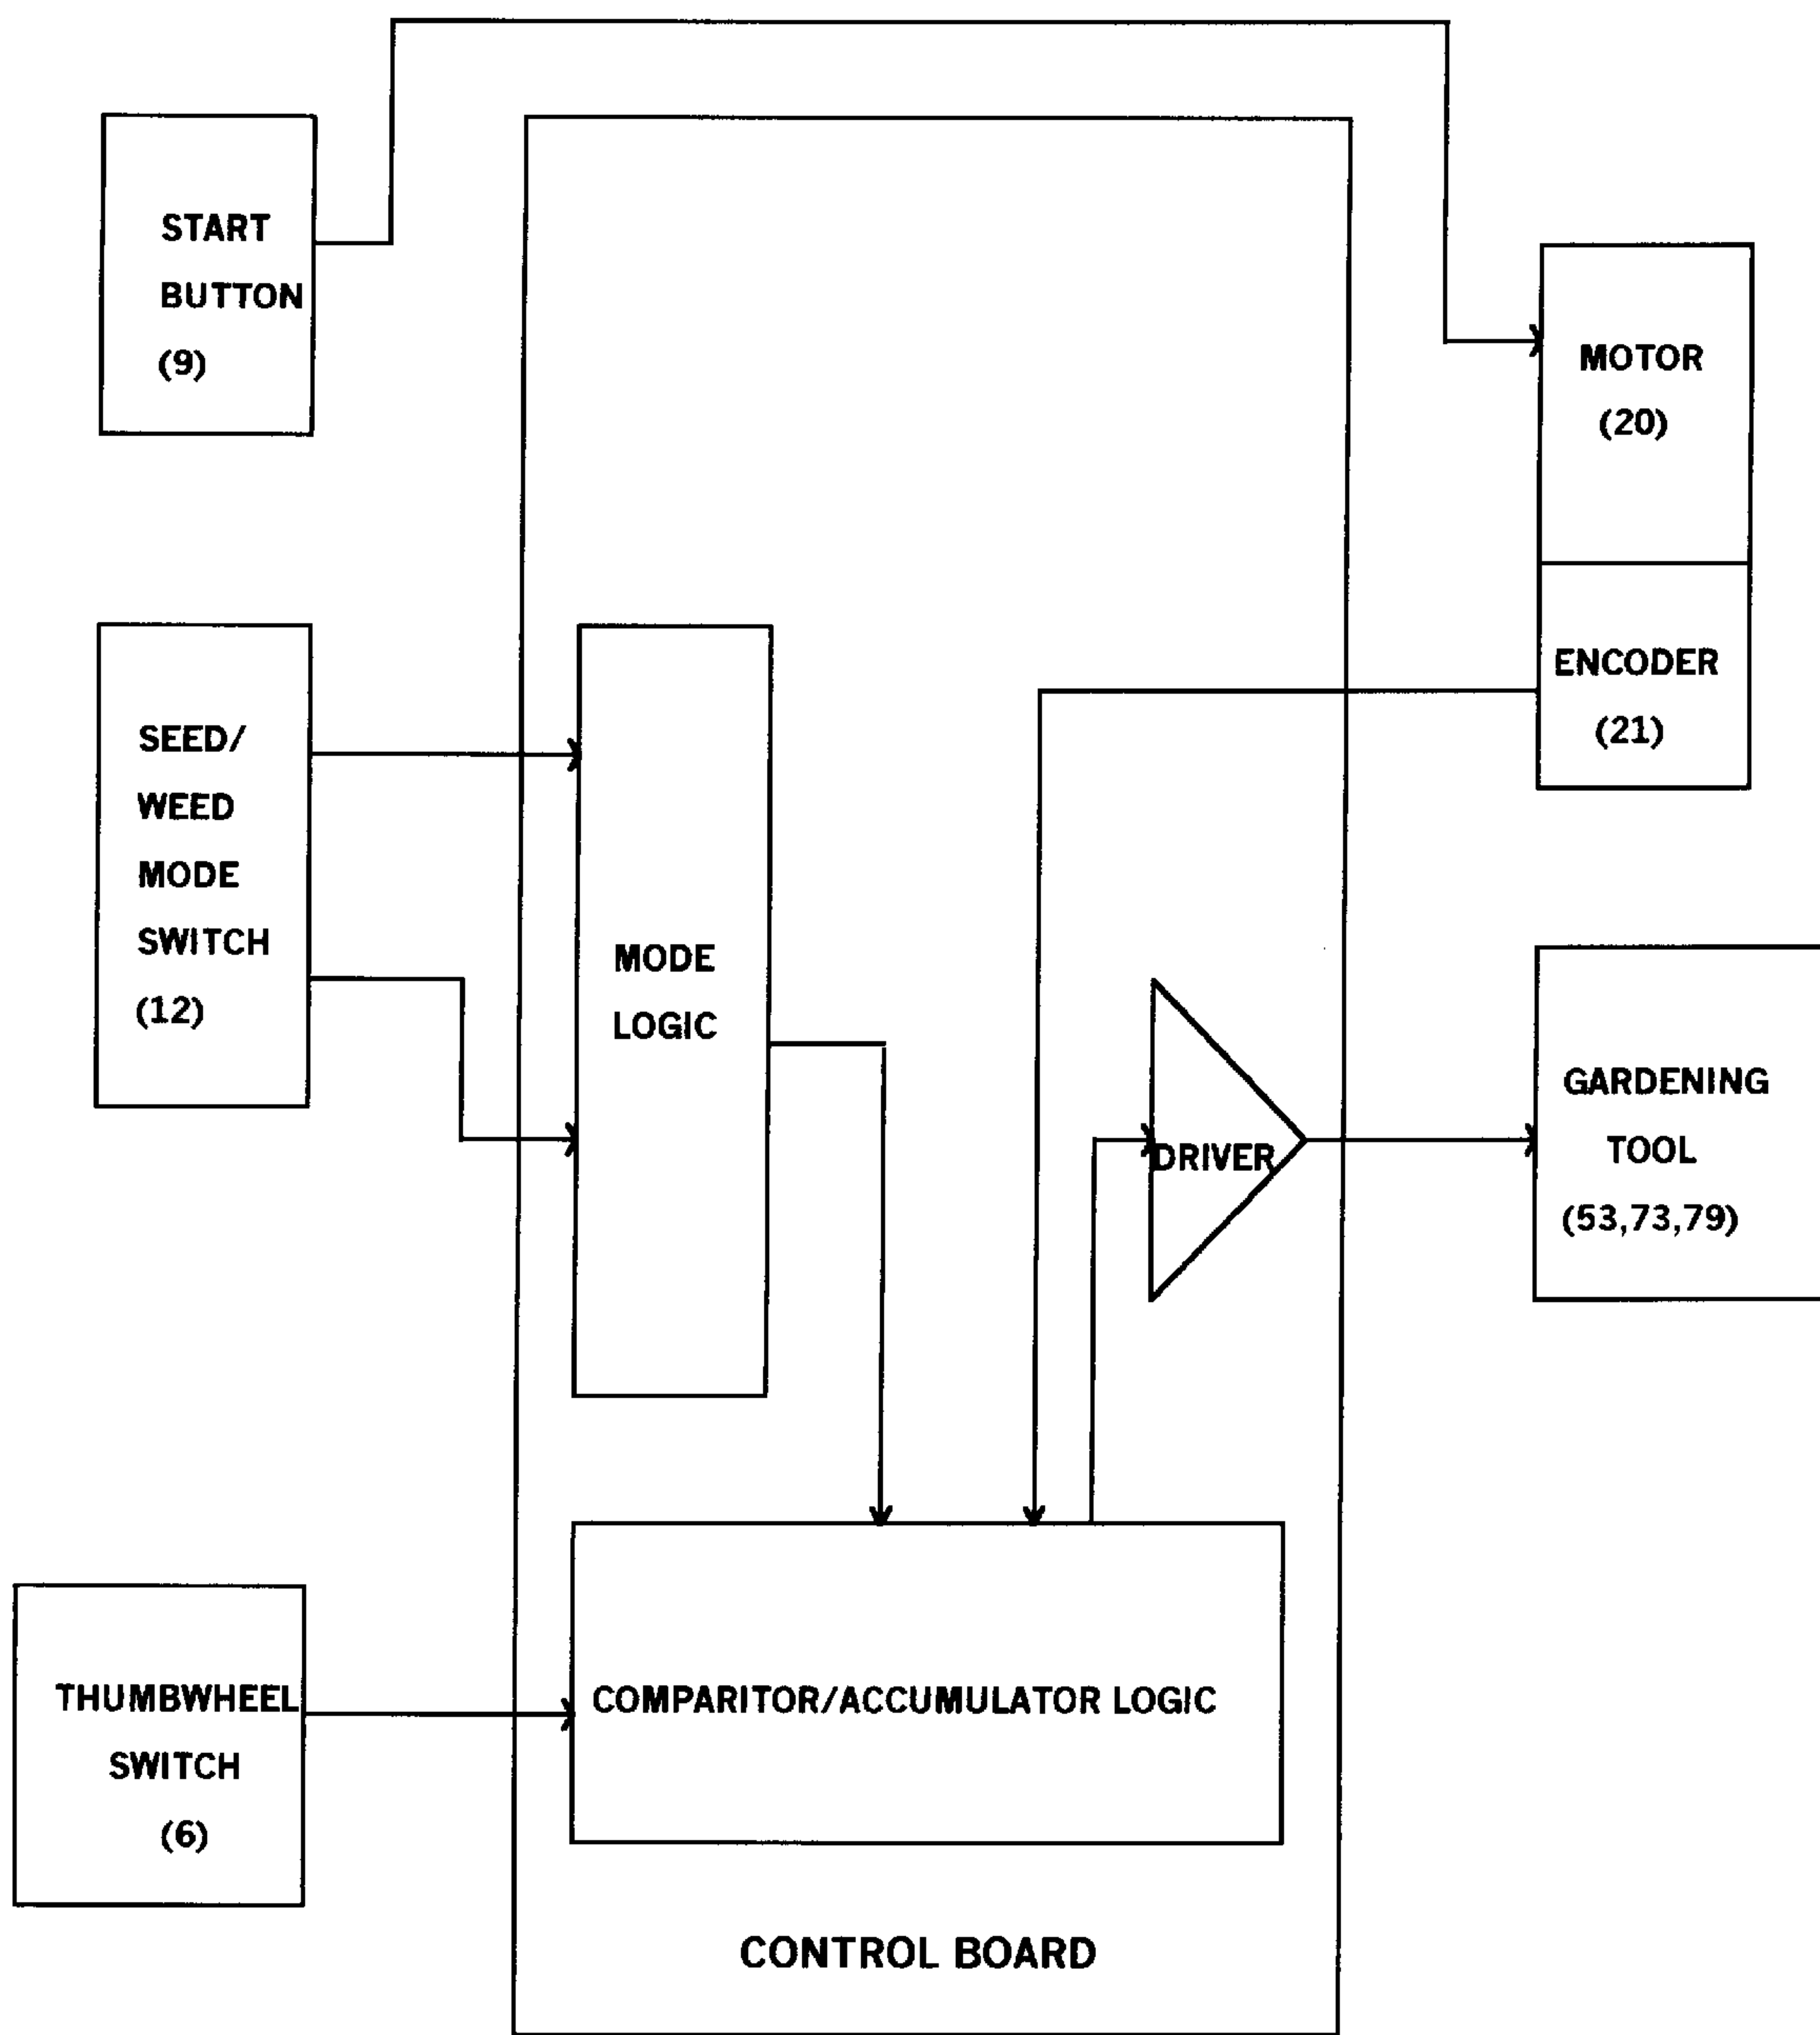 START
BUTTON
(9)
MOTOR
(20)
ENCODER
(21)
SEED/
WEED
MODE
SWITCH
(12)
MODE
LOGIC
DRIVER
GARDENING
TOOL
(53,73,79)
THUMBWHEEL
SWITCH
(6)
COMPARITOR/ACCUMULATOR LOGIC
CONTROL BOARD